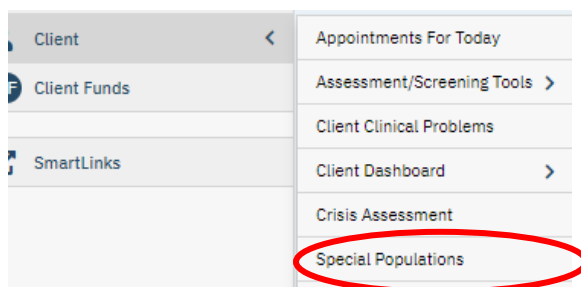 Client
Client Funds
SmartLinks
Appointments For Today
Assessment/Screening Tools
Client Clinical Problems
Client Dashboard
Crisis Assessment
Special Populations